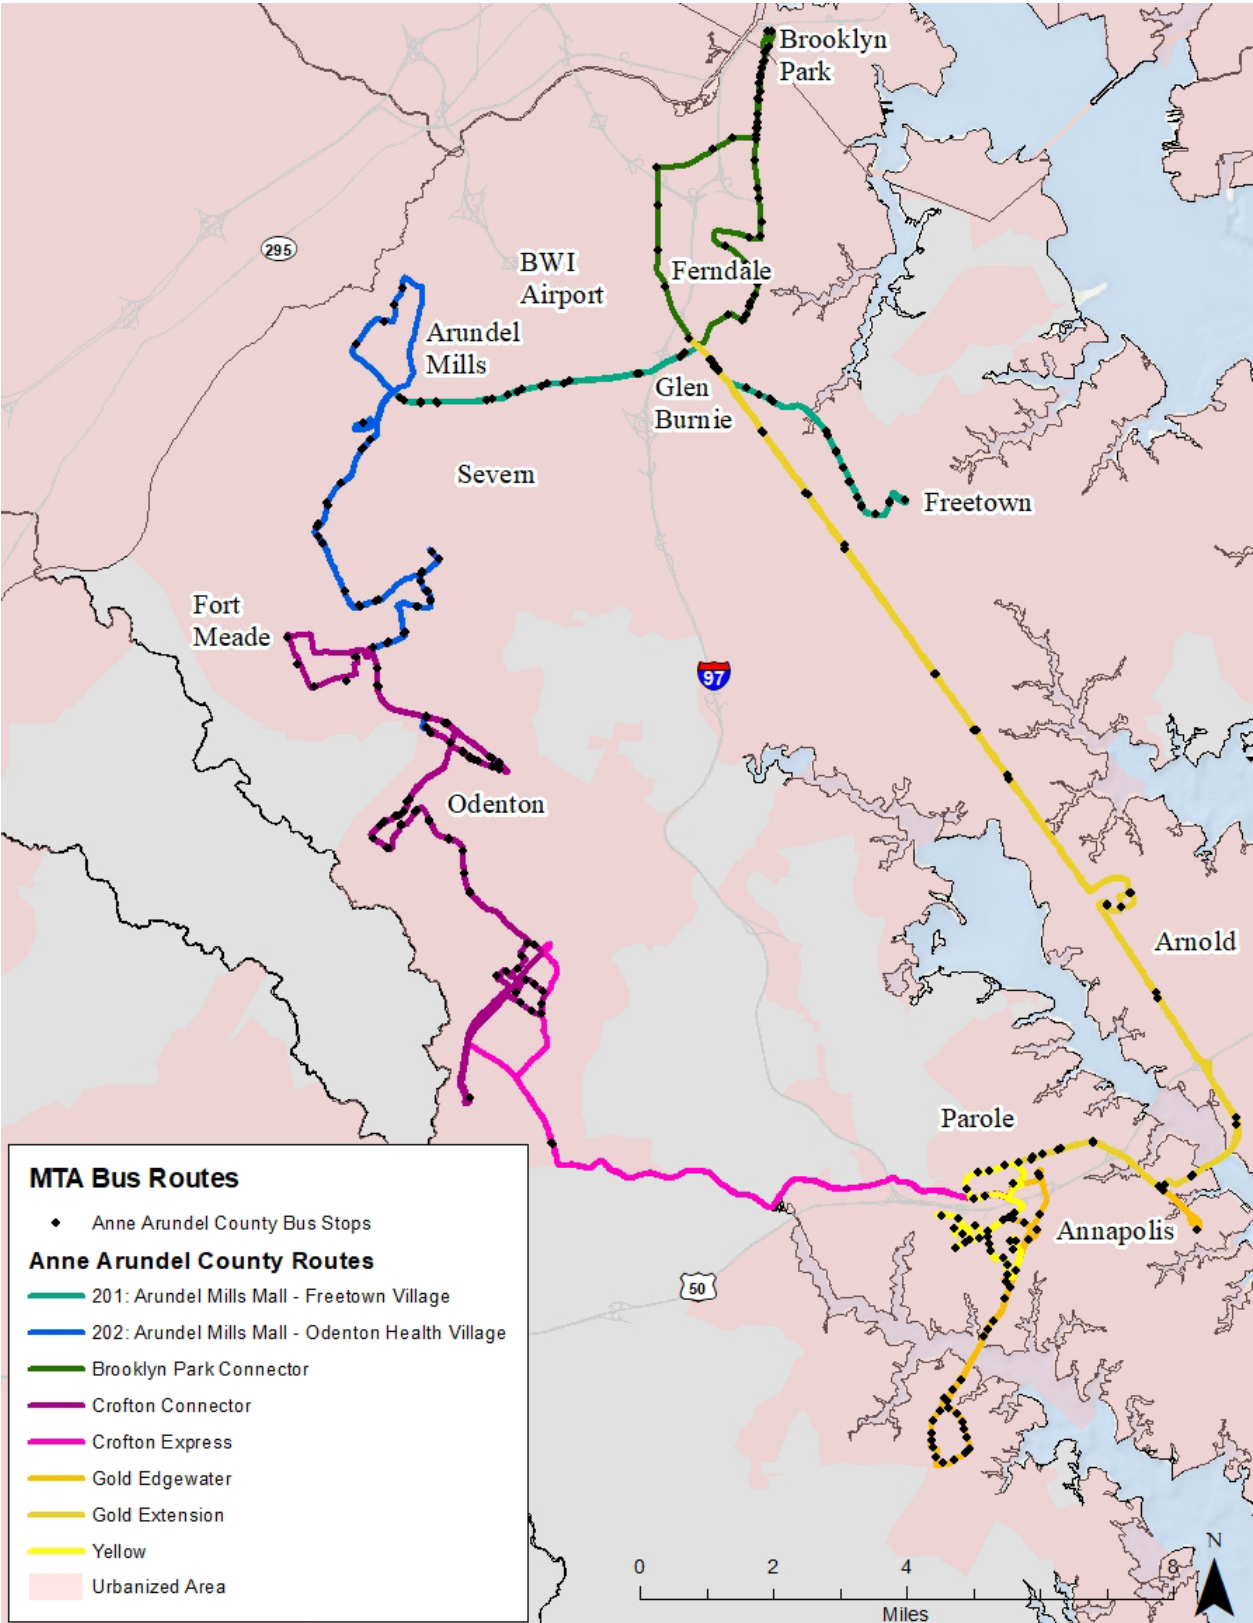 Brooklyn
Park
295
BWI
Airport
Ferndale
Arundel
Mills
Glen
Burnie
Severn
Freetown
Fort
Meade
97
Odenton
Arnold
Parole
Annapolis
50
MTA Bus Routes
Anne Arundel County Bus Stops
Anne Arundel County Routes
201: Arundel Mills Mall - Freetown Village
202: Arundel Mills Mall - Odenton Health Village
Brooklyn Park Connector
Crofton Connector
Crofton Express
Gold Edgewater
Gold Extension
Yellow
Urbanized Area
N
0 2 4 8
Miles